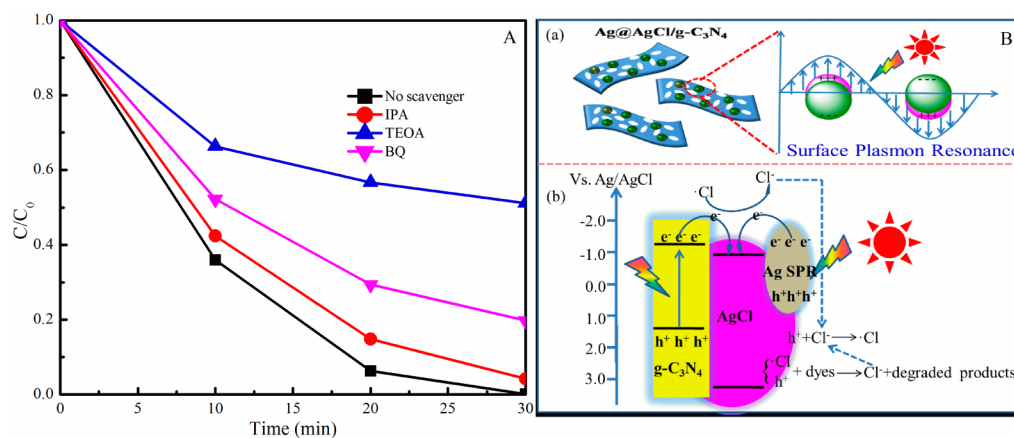 A
C/C₀
1.0
0.8
0.6
0.4
0.2
0.0
0
10
20
30
Time (min)
No scavenger
IPA
TEOA
BQ
(a)
Ag@AgCl/g-C₃N₄
B
Surface Plasmon Resonance
(b)
Vs. Ag/AgCl
-2.0
-1.0
0.0
1.0
2.0
3.0
·Cl
Cl⁻
e⁻
e⁻
e⁻ e⁻ e⁻
e⁻ e⁻ e⁻
Ag SPR
h⁺h⁺h⁺
AgCl
h⁺ h⁺ h⁺
g-C₃N₄
h⁺+Cl⁻→·Cl
{·Cl
{h⁺ + dyes→Cl⁻+degraded products